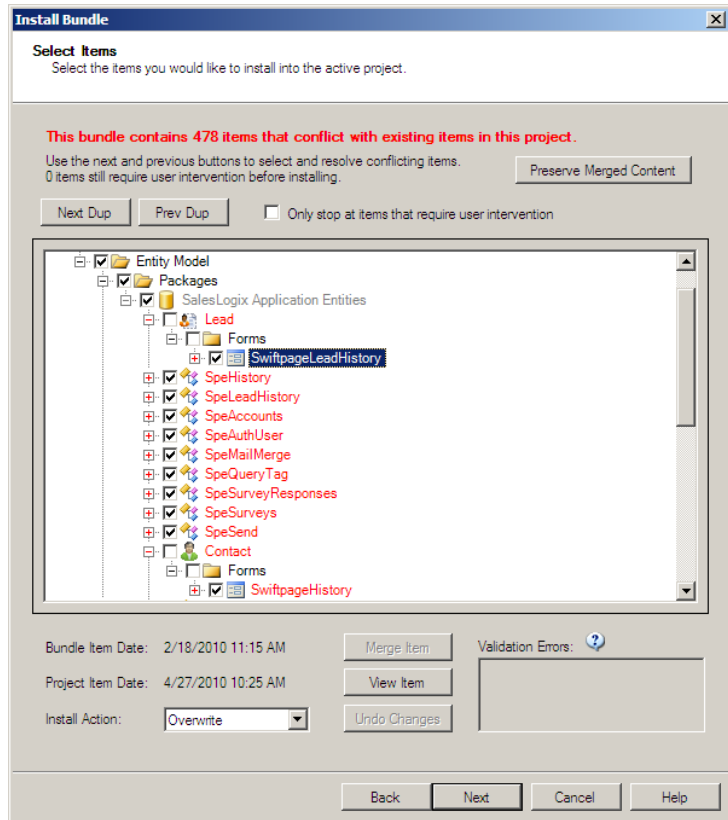 Install Bundle
Select Items
Select the items you would like to install into the active project.
This bundle contains 478 items that conflict with existing items in this project.
Use the next and previous buttons to select and resolve conflicting items.
0 items still require user intervention before installing.
Preserve Merged Content
Next Dup
Prev Dup
Only stop at items that require user intervention
Entity Model
Packages
SalesLogix Application Entities
Lead
Forms
SwiftpageLeadHistory
SpeHistory
SpeLeadHistory
SpeAccounts
SpeAuthUser
SpeMailMerge
SpeQueryTag
SpeSurveyResponses
SpeSurveys
SpeSend
Contact
Forms
SwiftpageHistory
Bundle Item Date: 2/18/2010 11:15 AM
Merge Item
Validation Errors:
Project Item Date: 4/27/2010 10:25 AM
View Item
Install Action: Overwrite
Undo Changes
Back
Next
Cancel
Help